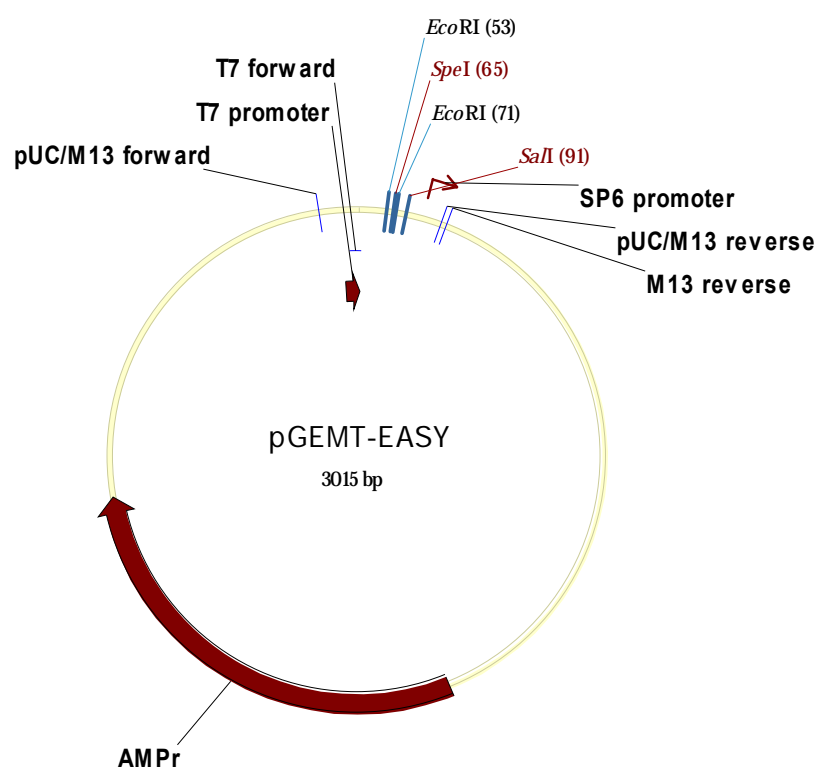 EcoRI (53)
T7 forward
SpeI (65)
T7 promoter
EcoRI (71)
pUC/M13 forward
SalI (91)
SP6 promoter
pUC/M13 reverse
M13 reverse
pGEMT-EASY
3015 bp
AMPr